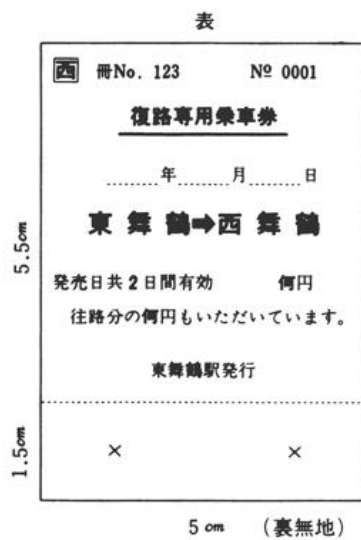 表
西 冊No. 123 № 0001
復路専用乗車券
年 月 日
東舞鶴➡西舞鶴
発売日共2日間有効 何円
往路分の何円もいただいています。
東舞鶴駅発行
× ×
5.5cm
1.5cm
5cm (裏無地)